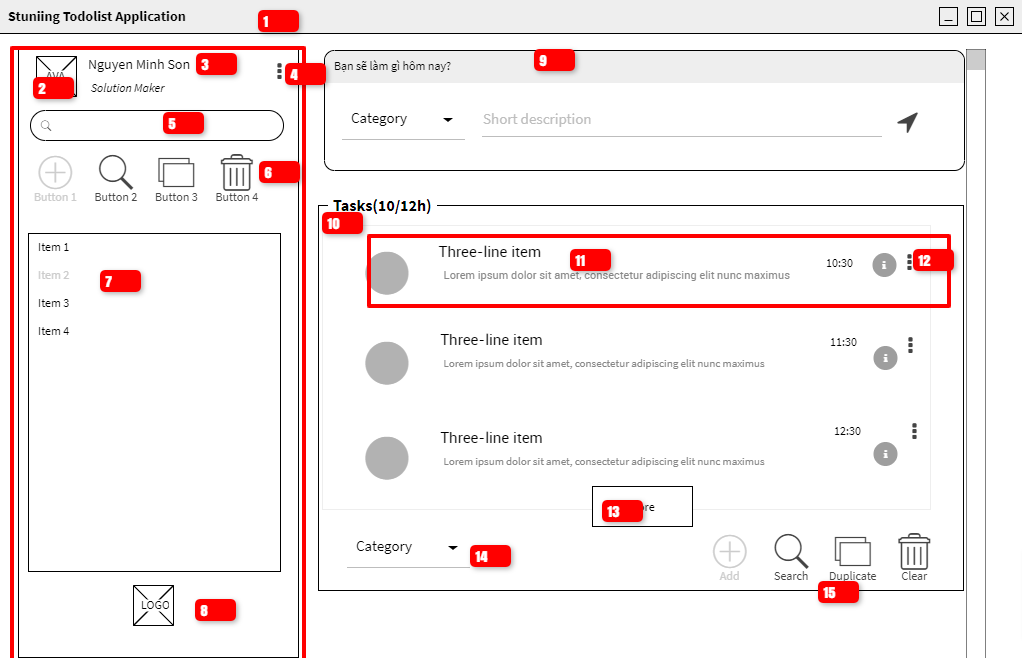 Stuniing Todolist Application
1
Nguyen Minh Son
3
4
AVA
2
Solution Maker
5
Button 1
Button 2
Button 3
Button 4
6
Item 1
Item 2
7
Item 3
Item 4
LOGO
8
Bạn sẽ làm gì hôm nay?
9
Category
Short description
Tasks(10/12h)
10
Three-line item
11
Lorem ipsum dolor sit amet, consectetur adipiscing elit nunc maximus
10:30
i
12
Three-line item
Lorem ipsum dolor sit amet, consectetur adipiscing elit nunc maximus
11:30
i
Three-line item
Lorem ipsum dolor sit amet, consectetur adipiscing elit nunc maximus
12:30
i
13
Category
14
Add
Search
Duplicate
Clear
15